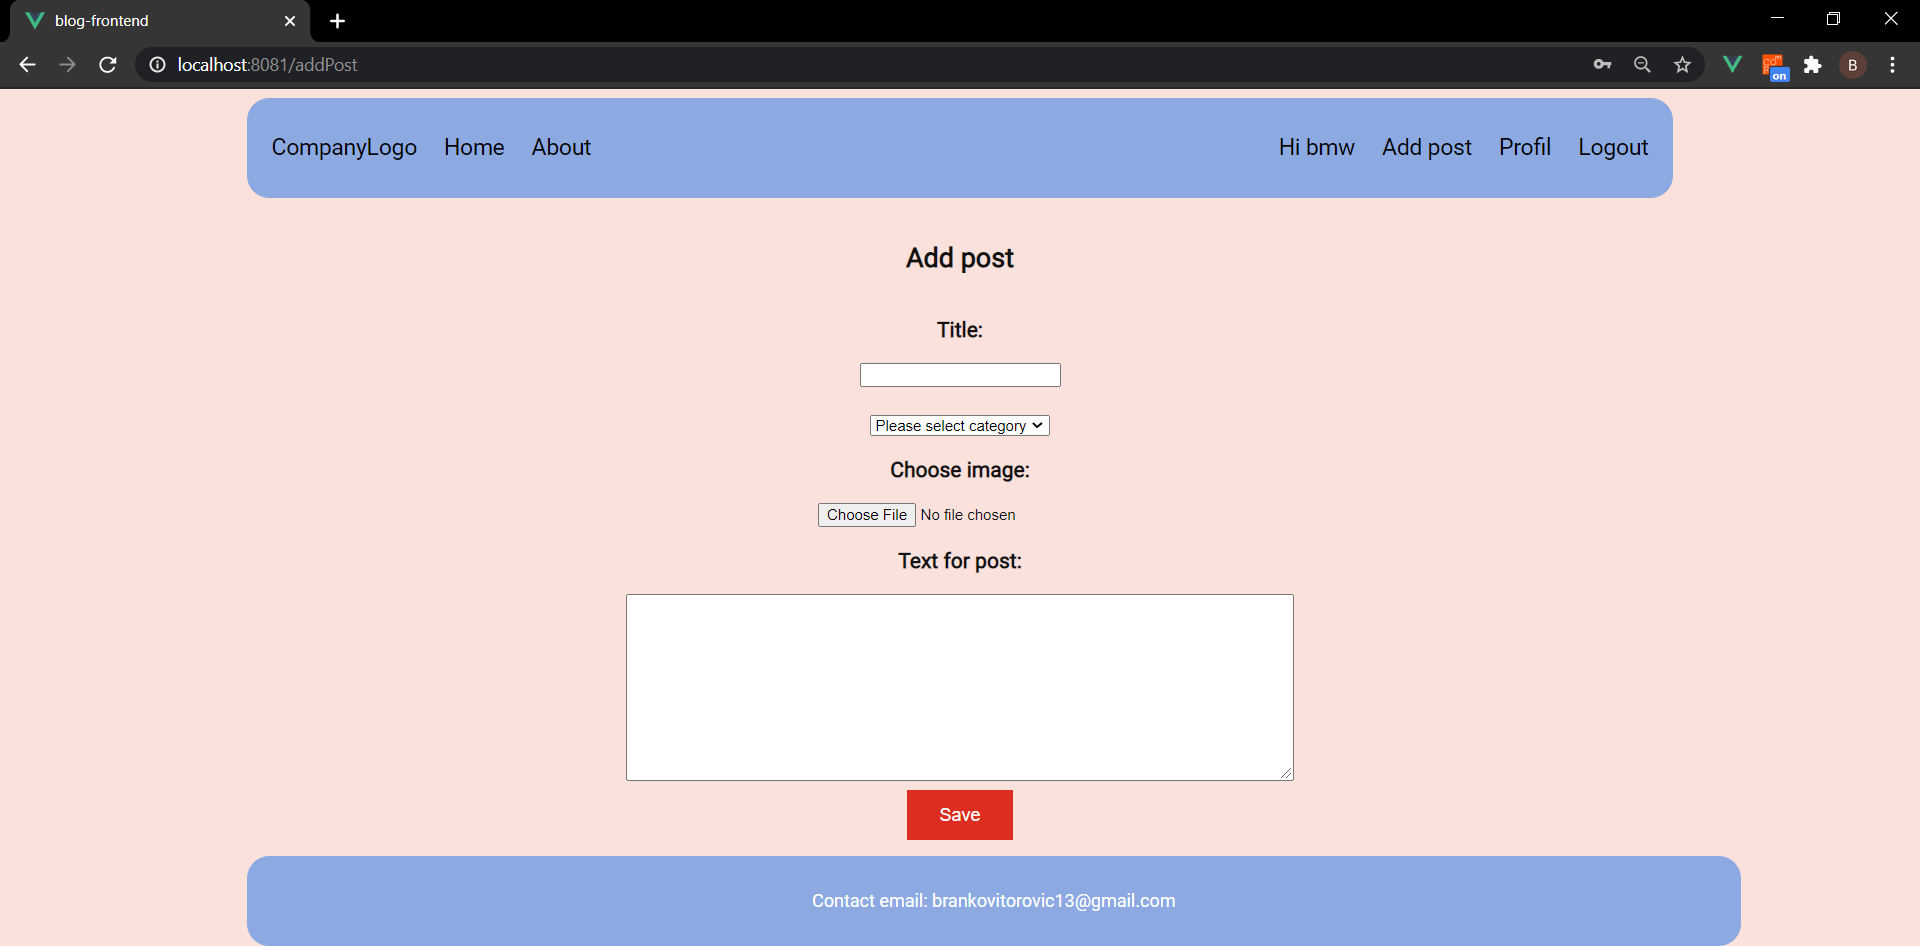 blog-frontend
localhost:8081/addPost
on
B
CompanyLogo Home About Hi bmw Add post Profil Logout
Add post
Title:
Please select category
Choose image:
Choose File No file chosen
Text for post:
Save
Contact email: brankovitorovic13@gmail.com